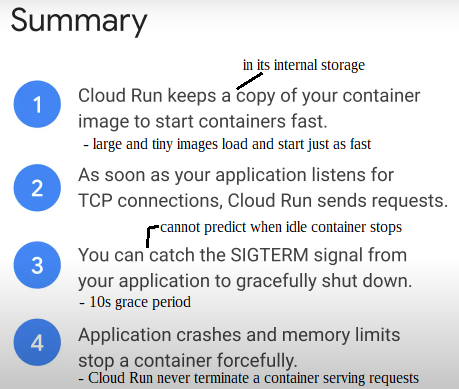 Summary
in its internal storage
1
Cloud Run keeps a copy of your container
image to start containers fast.
- large and tiny images load and start just as fast
2
As soon as your application listens for
TCP connections, Cloud Run sends requests.
cannot predict when idle container stops
3
You can catch the SIGTERM signal from
your application to gracefully shut down.
- 10s grace period
4
Application crashes and memory limits
stop a container forcefully.
- Cloud Run never terminate a container serving requests